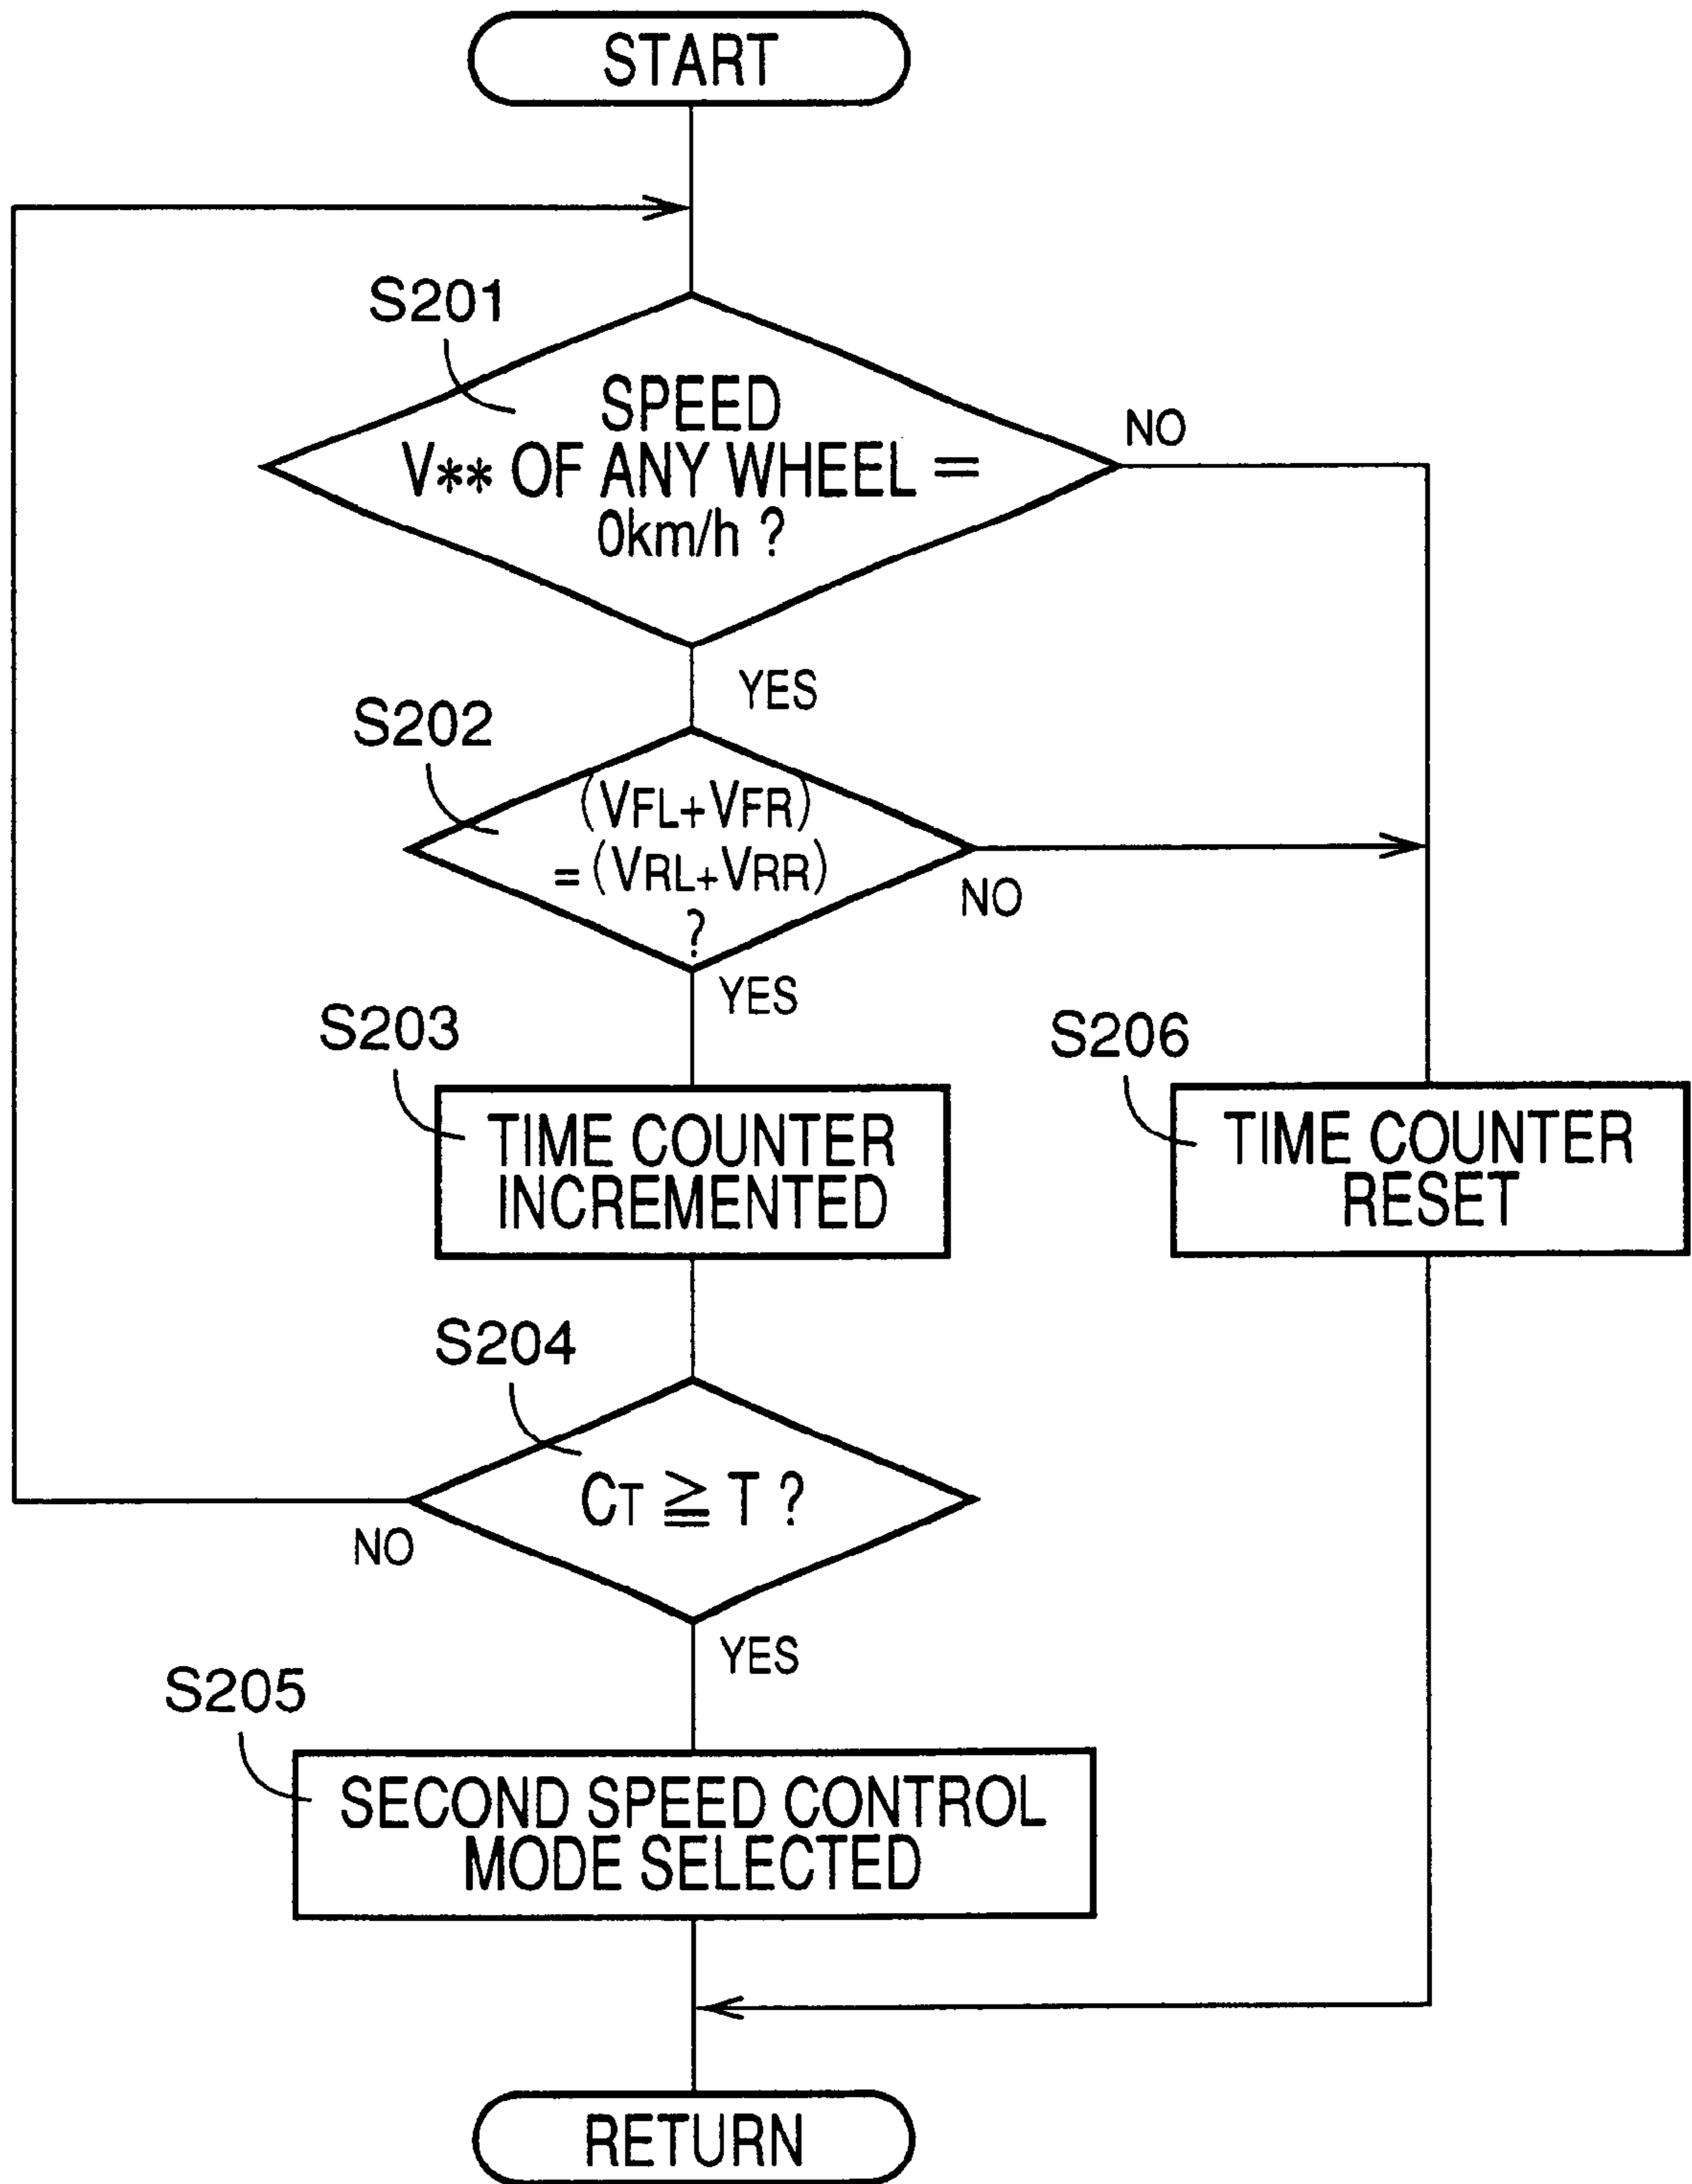 START
S201
SPEED
V** OF ANY WHEEL =
0km/h ?
NO
YES
S202
(VFL+VFR)
=(VRL+VRR)
?
NO
YES
S203
TIME COUNTER
INCREMENTED
S206
TIME COUNTER
RESET
S204
CT ≧ T ?
NO
YES
S205
SECOND SPEED CONTROL
MODE SELECTED
RETURN